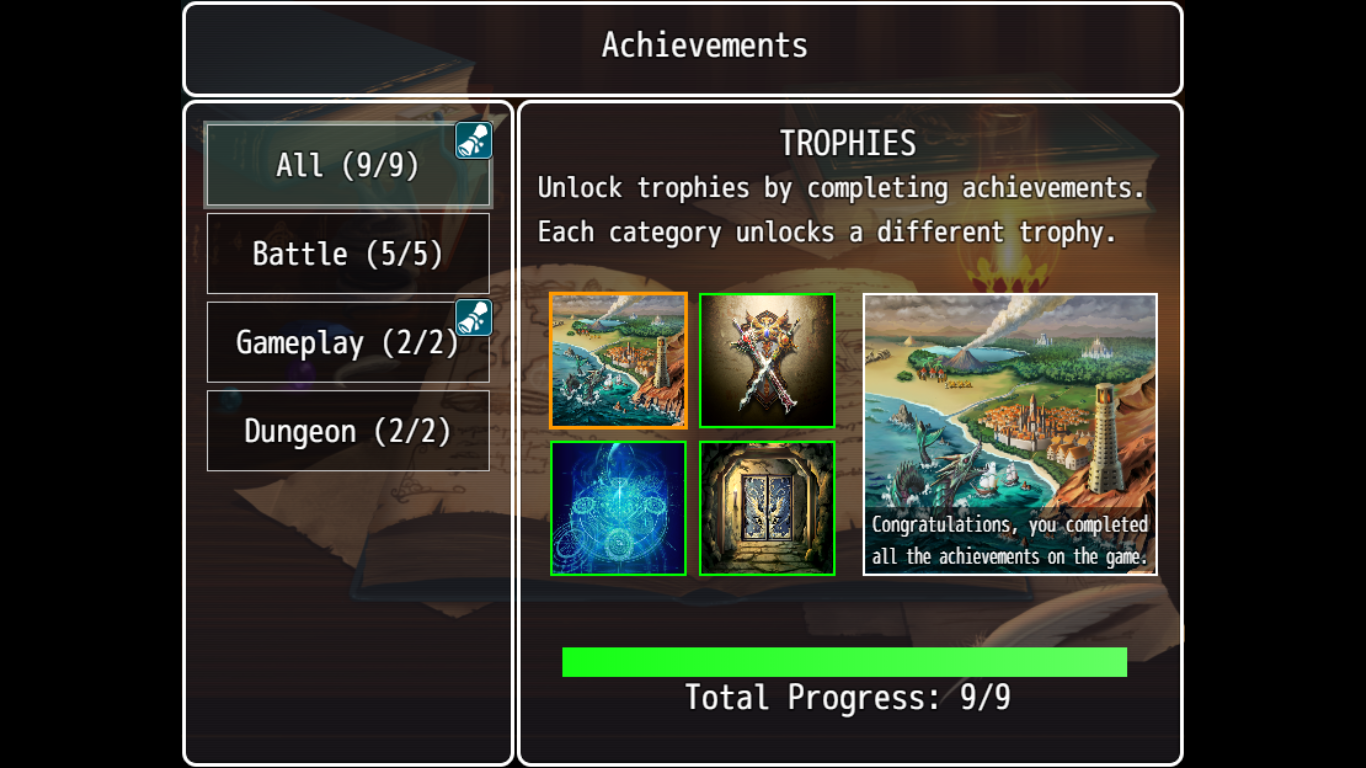 Achievements
All (9/9)
Battle (5/5)
Gameplay (2/2)
Dungeon (2/2)
TROPHIES
Unlock trophies by completing achievements.
Each category unlocks a different trophy.
Congratulations, you completed
all the achievements on the game.
Total Progress: 9/9